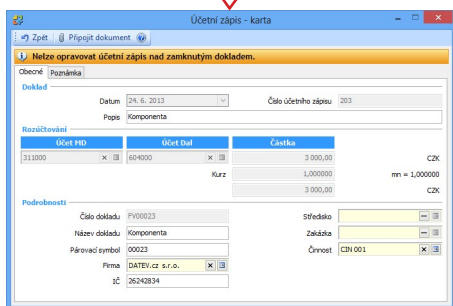 Účetní zápis - karta
Zpět Připojit dokument
Nelze opravovat účetní zápis nad zamknutým dokladem.
Obecné Poznámka
Doklad
Datum 24. 6. 2013 Číslo účetního zápisu 203
Popis Komponenta
Rozúčtování
Účet MD Účet Dal Částka
311000 604000 3 000,00 CZK
Kurz 1,000000 mn = 1,000000
3 000,00 CZK
Podrobnosti
Číslo dokladu FV00023 Středisko
Název dokladu Komponenta Zakázka
Párovací symbol 00023 Činnost CIN 001
Firma DATEV.cz s.r.o.
IČ 26242834